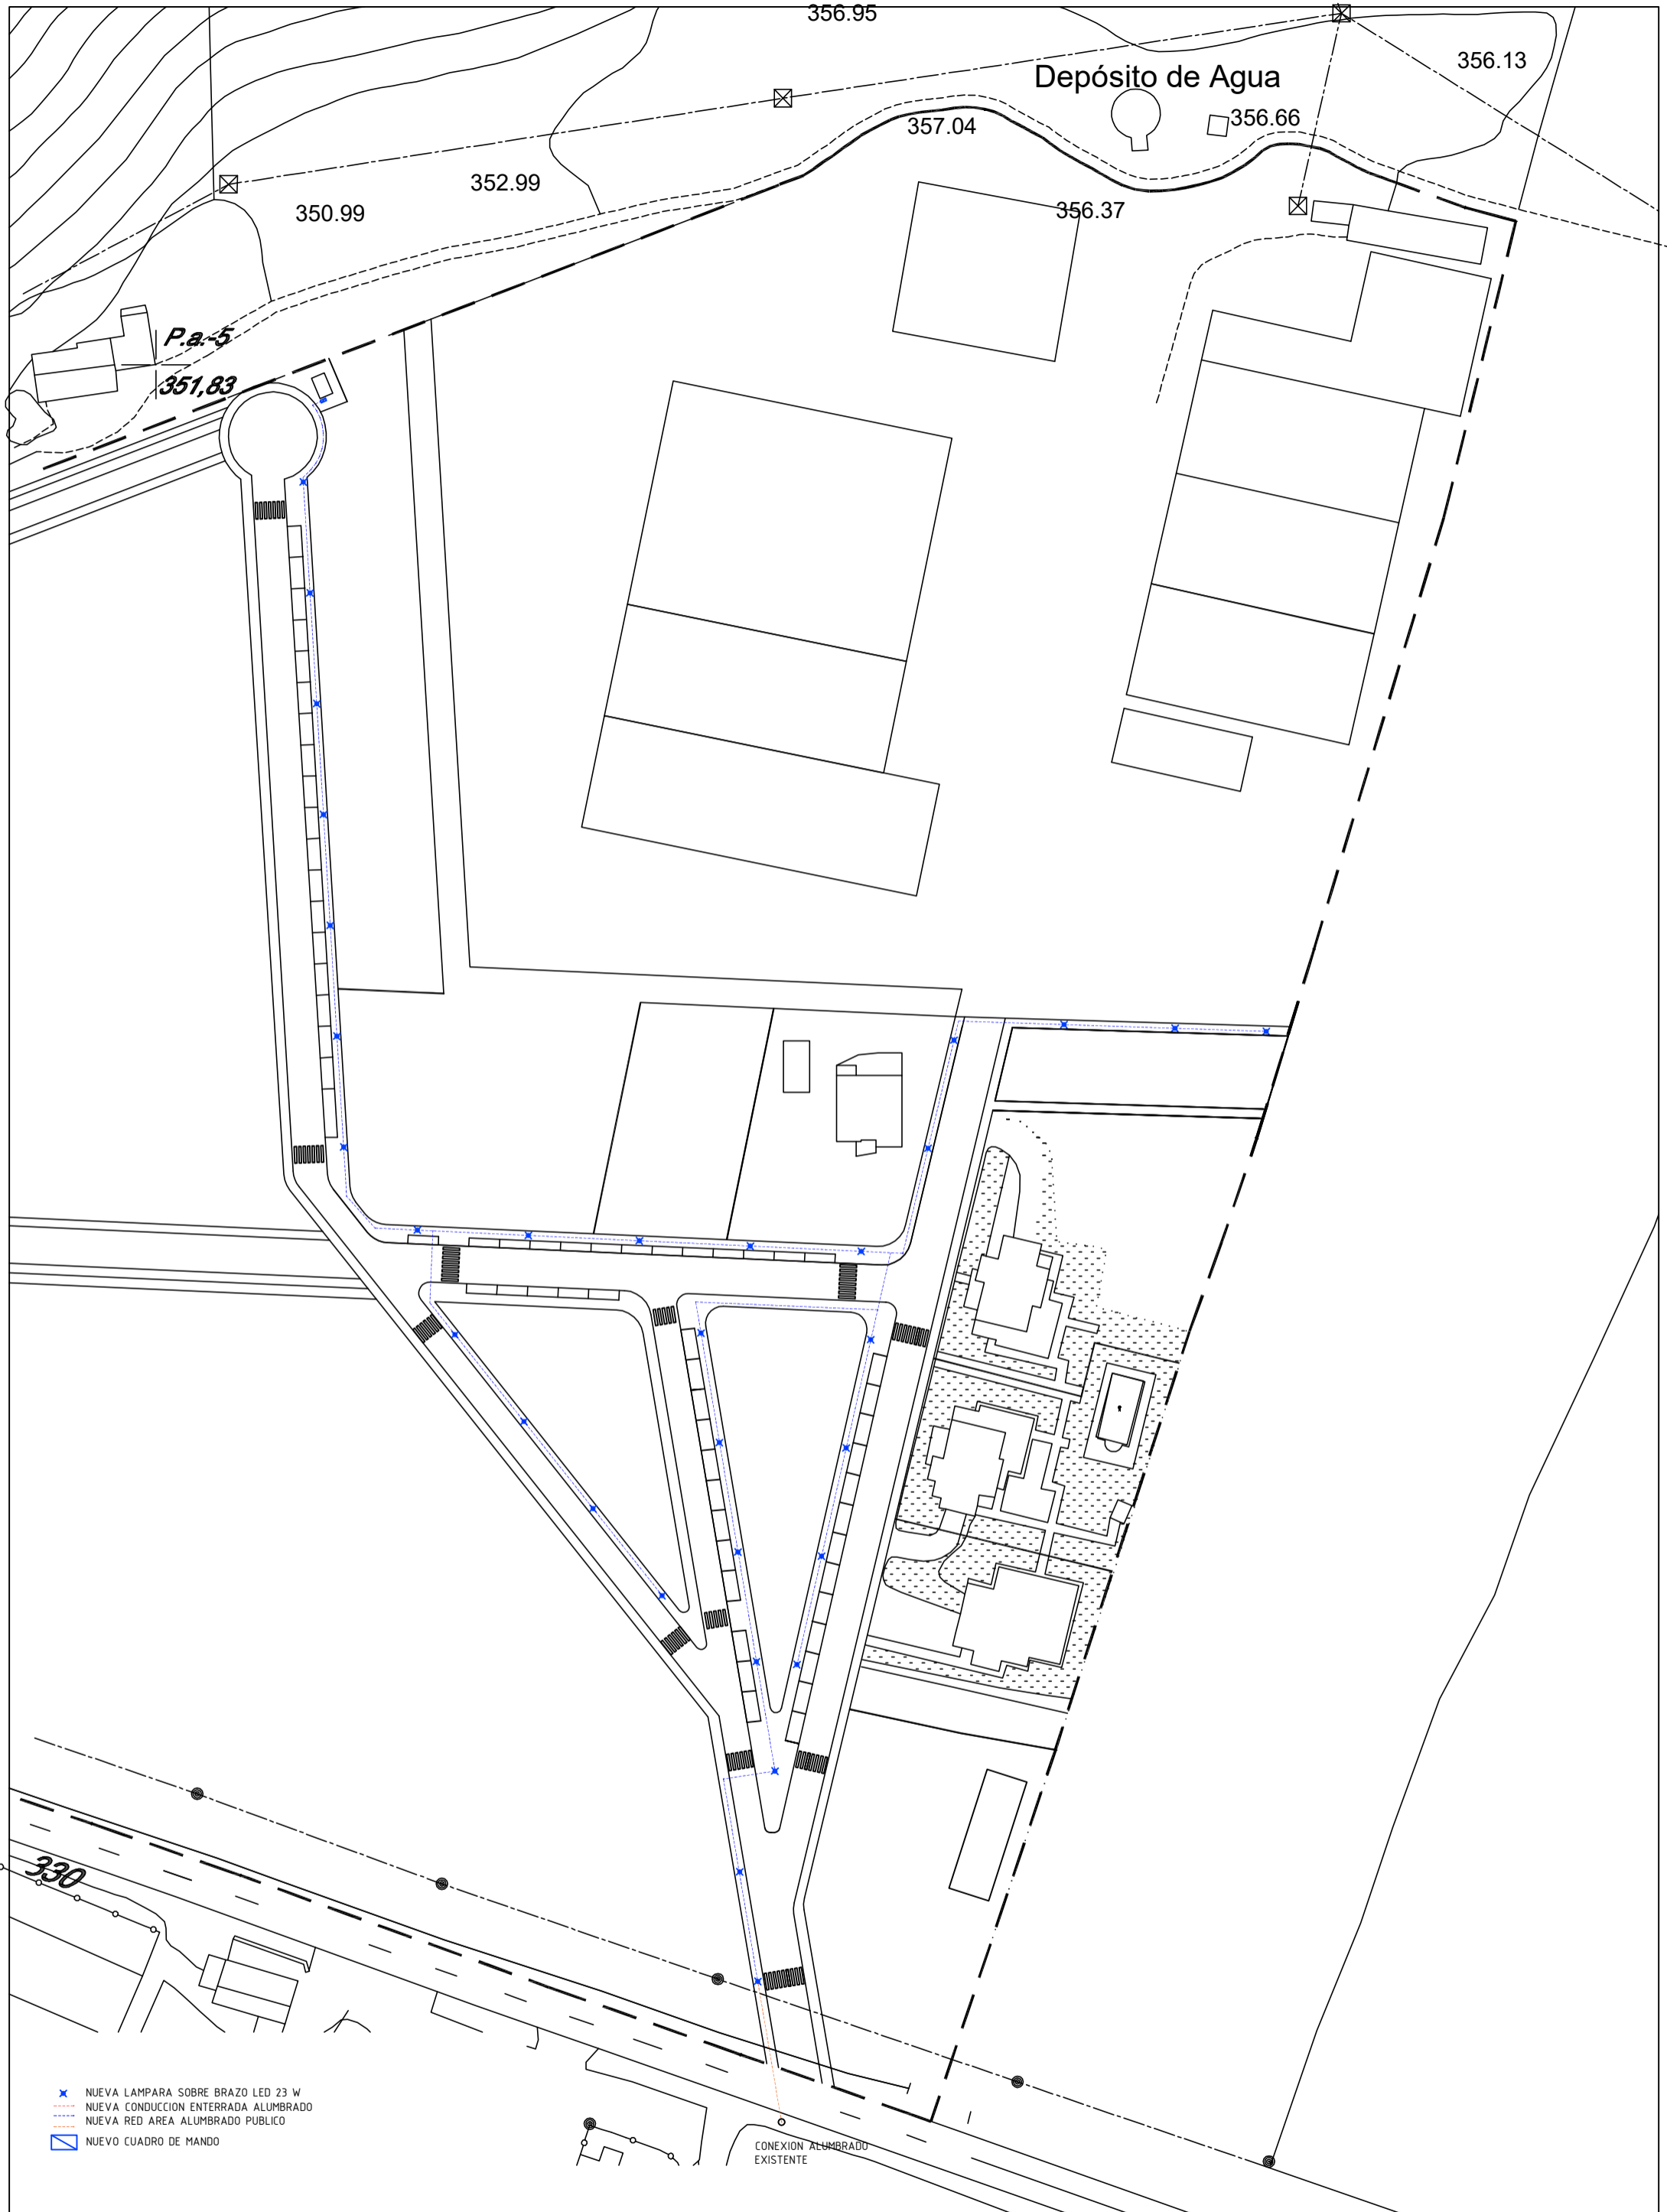 356.95
356.13
Depósito de Agua
356.66
357.04
352.99
350.99
356.37
P.a.-5
351,83
330
NUEVA LAMPARA SOBRE BRAZO LED 23 W
NUEVA CONDUCCION ENTERRADA ALUMBRADO
NUEVA RED AREA ALUMBRADO PUBLICO
NUEVO CUADRO DE MANDO
CONEXION ALUMBRADO
EXISTENTE